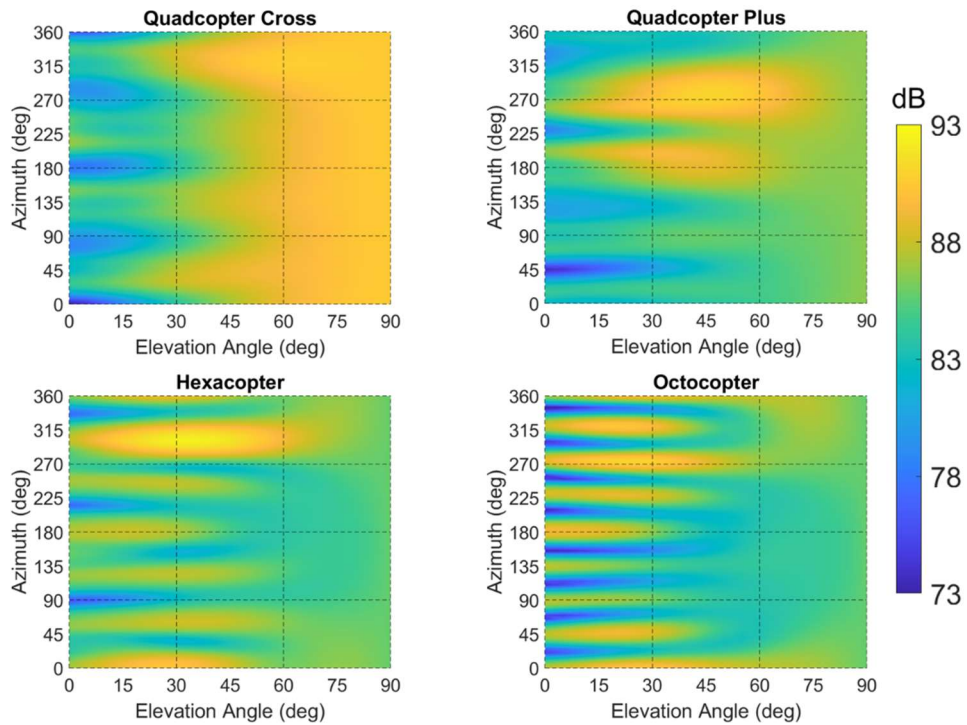 Quadcopter Cross
360
315
270
225
180
135
90
45
0
Azimuth (deg)
0 15 30 45 60 75 90
Elevation Angle (deg)
Quadcopter Plus
360
315
270
225
180
135
90
45
0
Azimuth (deg)
0 15 30 45 60 75 90
Elevation Angle (deg)
dB
93
88
83
78
73
Hexacopter
360
315
270
225
180
135
90
45
0
Azimuth (deg)
0 15 30 45 60 75 90
Elevation Angle (deg)
Octocopter
360
315
270
225
180
135
90
45
0
Azimuth (deg)
0 15 30 45 60 75 90
Elevation Angle (deg)